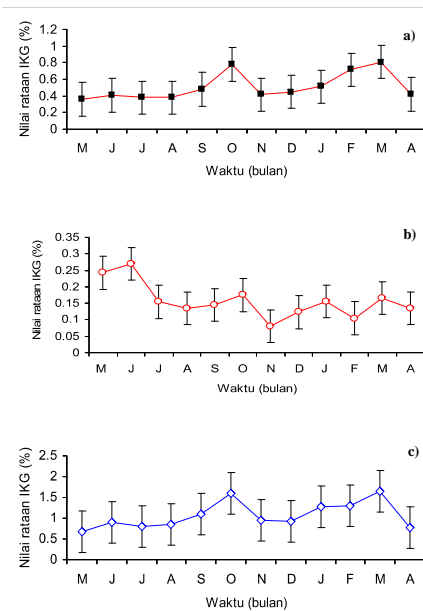 a)
Nilai rataan IKG (%)
1.2
1
0.8
0.6
0.4
0.2
0
M J J A S O N D J F M A
Waktu (bulan)
b)
Nilai rataan IKG (%)
0.35
0.3
0.25
0.2
0.15
0.1
0.05
0
M J J A S O N D J F M A
Waktu (bulan)
c)
Nilai rataan IKG (%)
2.5
2
1.5
1
0.5
0
M J J A S O N D J F M A
Waktu (bulan)